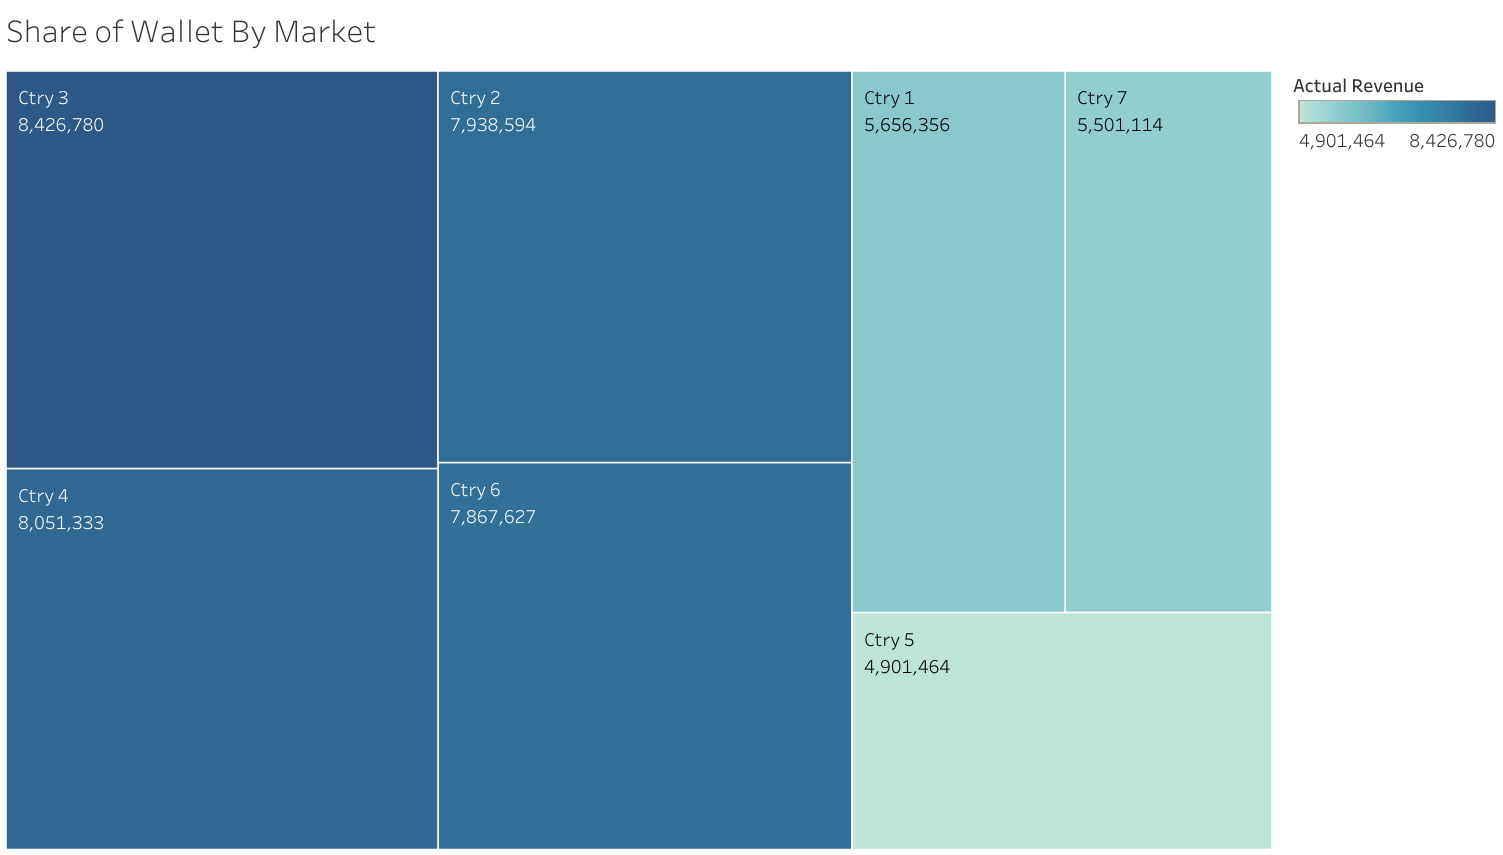 Share of Wallet By Market
Ctry 3
8,426,780
Ctry 2
7,938,594
Ctry 1
5,656,356
Ctry 7
5,501,114
Actual Revenue
4,901,464 8,426,780
Ctry 4
8,051,333
Ctry 6
7,867,627
Ctry 5
4,901,464